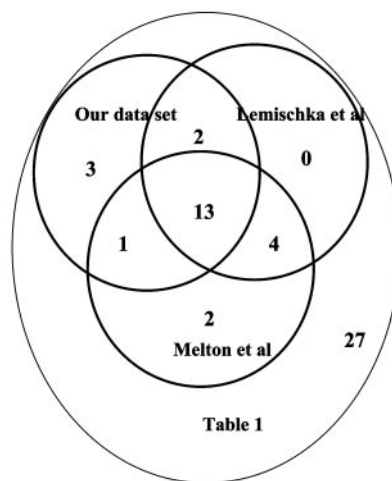 Our data set
Lemischka et al
2
3
0
13
1
4
2
27
Melton et al
Table 1